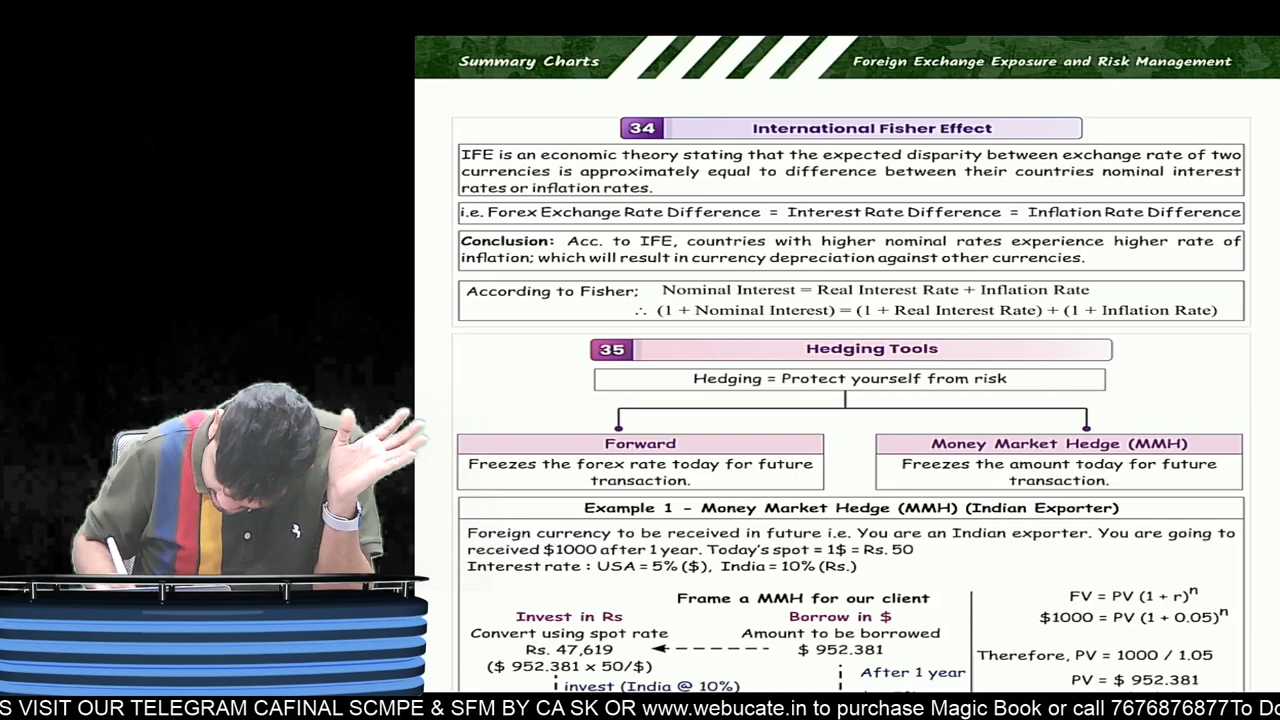 Summary Charts
Foreign Exchange Exposure and Risk Management
34 International Fisher Effect
IFE is an economic theory stating that the expected disparity between exchange rate of two
currencies is approximately equal to difference between their countries nominal interest
rates or inflation rates.
i.e. Forex Exchange Rate Difference = Interest Rate Difference = Inflation Rate Difference
Conclusion: Acc. to IFE, countries with higher nominal rates experience higher rate of
inflation; which will result in currency depreciation against other currencies.
According to Fisher; Nominal Interest = Real Interest Rate + Inflation Rate
∴ (1 + Nominal Interest) = (1 + Real Interest Rate) + (1 + Inflation Rate)
35 Hedging Tools
Hedging = Protect yourself from risk
Forward
Freezes the forex rate today for future
transaction.
Money Market Hedge (MMH)
Freezes the amount today for future
transaction.
Example 1 - Money Market Hedge (MMH) (Indian Exporter)
Foreign currency to be received in future i.e. You are an Indian exporter. You are going to
received $1000 after 1 year. Today's spot = 1$ = Rs. 50
Interest rate : USA = 5% ($), India = 10% (Rs.)
Frame a MMH for our client
Invest in Rs
Convert using spot rate
Rs. 47,619
($ 952.381 x 50/$)
invest (India @ 10%)
Borrow in $
Amount to be borrowed
$ 952.381
After 1 year
FV = PV (1 + r)ⁿ
$1000 = PV (1 + 0.05)ⁿ
Therefore, PV = 1000 / 1.05
PV = $ 952.381
S VISIT OUR TELEGRAM CAFINAL SCMPE & SFM BY CA SK OR www.webucate.in to purchase Magic Book or call 7676876877To Do